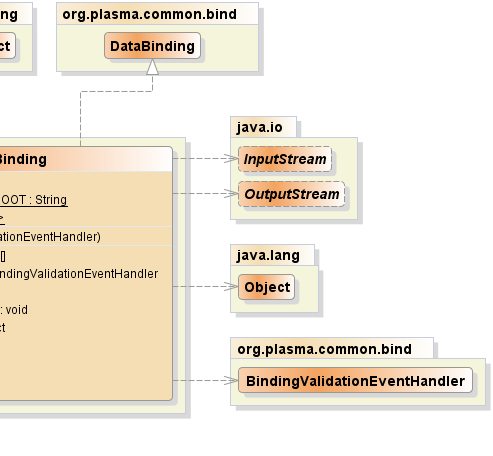 ng
org.plasma.common.bind
ct
DataBinding
java.io
Binding
InputStream
OOT : String
OutputStream
>
ationEventHandler)
[]
java.lang
ndingValidationEventHandler
Object
: void
ct
org.plasma.common.bind
BindingValidationEventHandler